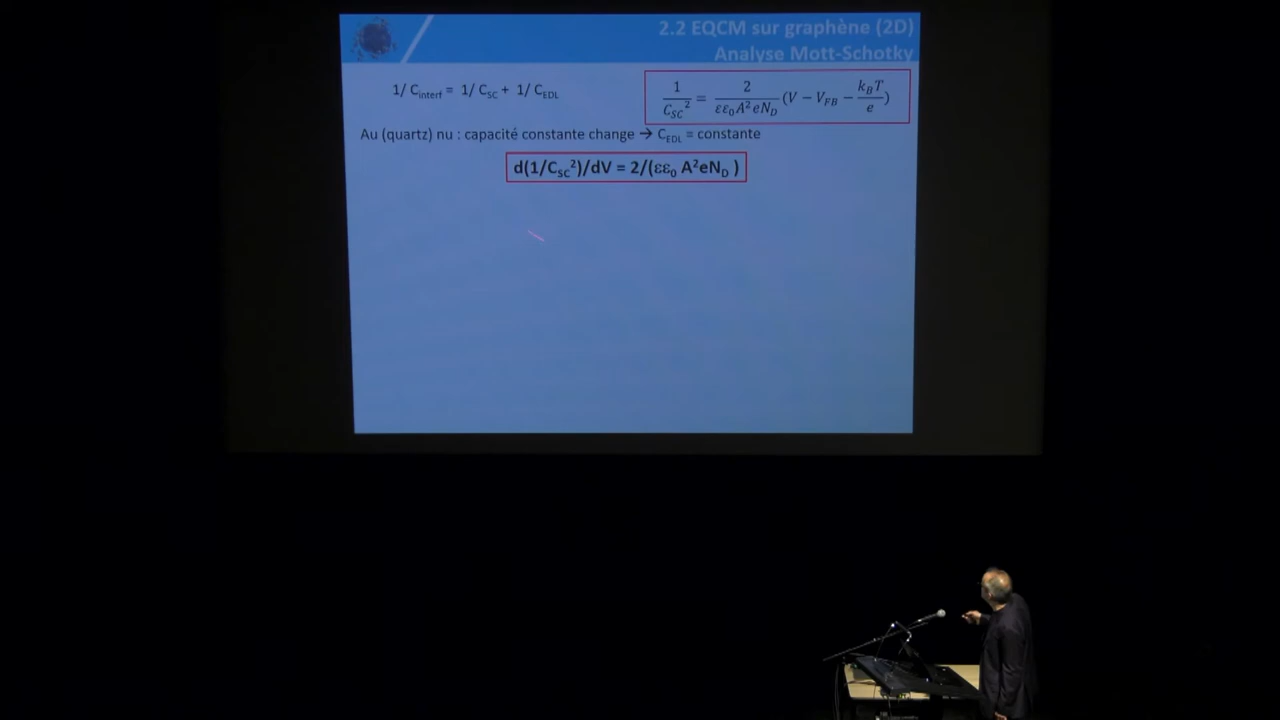 2.2 EQCM sur graphène (2D)
Analyse Mott-Schotky
1/ C_interf = 1/ C_SC + 1/ C_EDL
1/C_SC² = 2/(εε₀A²eN_D) (V − V_FB − k_BT/e)
Au (quartz) nu : capacité constante change → C_EDL = constante
d(1/C_SC²)/dV = 2/(εε₀ A²eN_D )